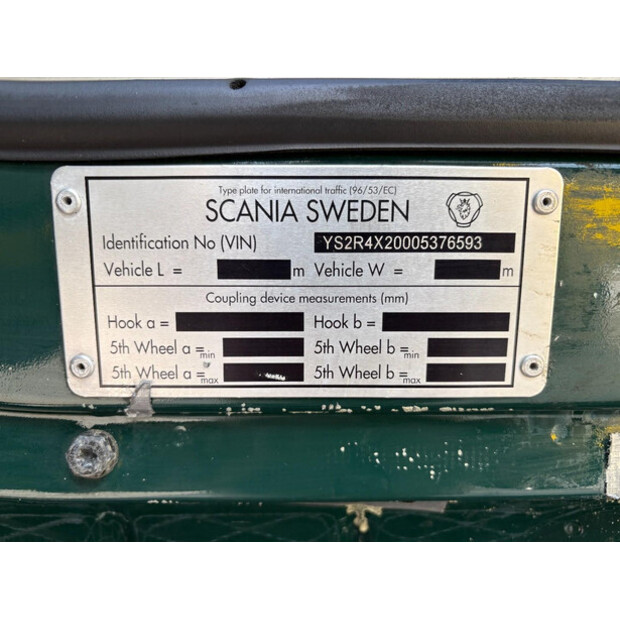 Type plate for international traffic (96/53/EC)
SCANIA SWEDEN
Identification No (VIN) YS2R4X20005376593
Vehicle L = m Vehicle W = m
Coupling device measurements (mm)
Hook a = Hook b =
5th Wheel a min = 5th Wheel b min =
5th Wheel a max = 5th Wheel b max =